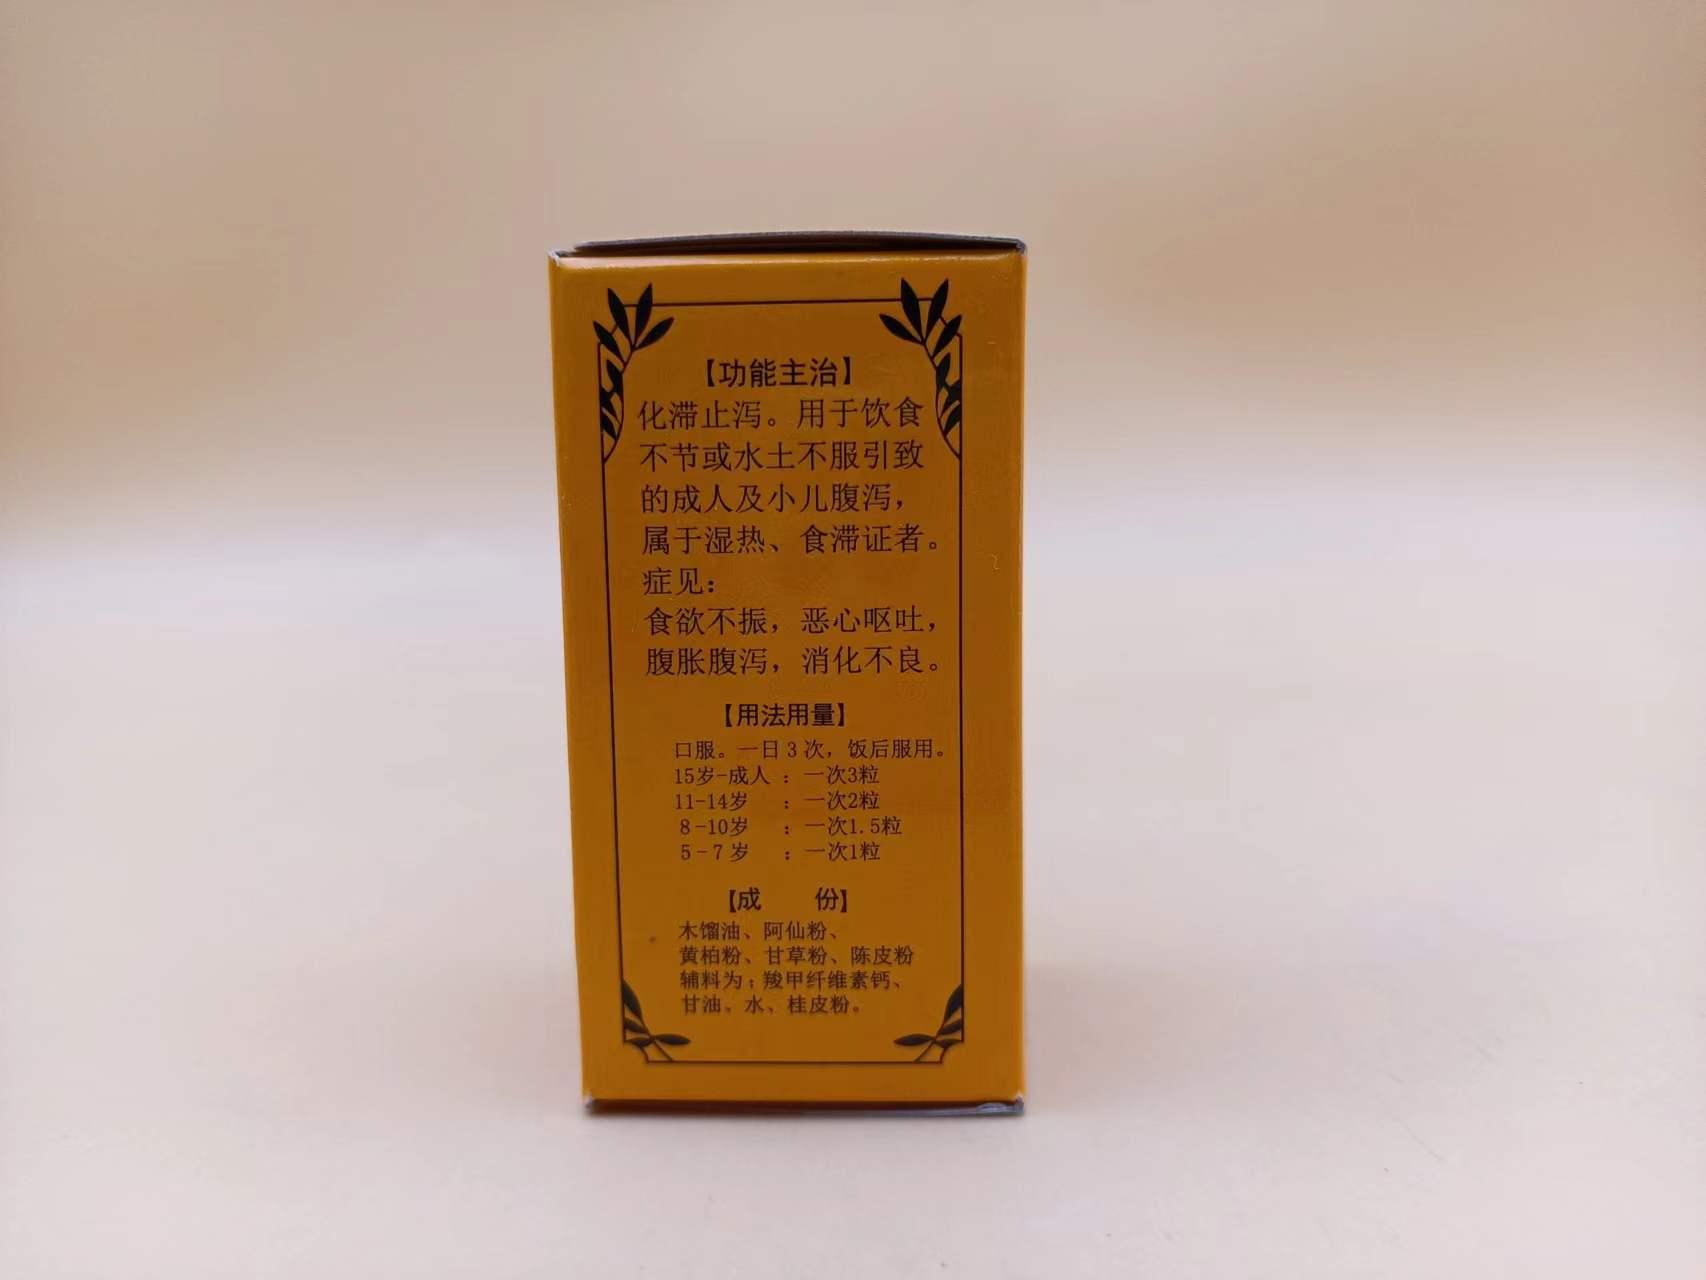 【功能主治】
化滞止泻。用于饮食
不节或水土不服引致
的成人及小儿腹泻，
属于湿热、食滞证者。
症见：
食欲不振，恶心呕吐，
腹胀腹泻，消化不良。
【用法用量】
口服。一日3次，饭后服用。
15岁-成人：一次3粒
11-14岁：一次2粒
8-10岁：一次1.5粒
5-7岁：一次1粒
【成 份】
木馏油、阿仙粉、
黄柏粉、甘草粉、陈皮粉
辅料为：羧甲纤维素钙、
甘油、水、桂皮粉。